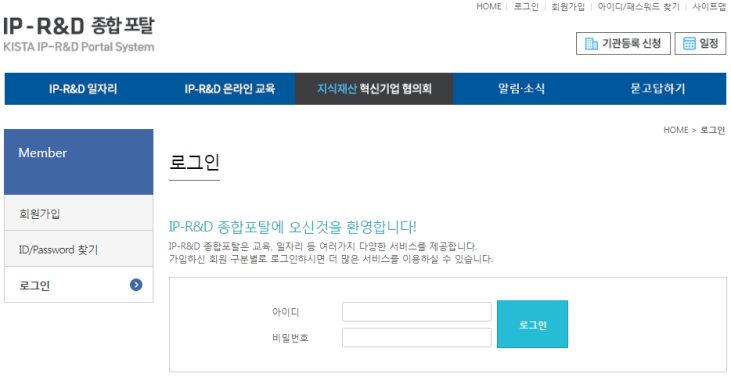 HOME | 로그인 | 회원가입 | 아이디/패스워드 찾기 | 사이트맵
IP-R&D 종합포탈
KISTA IP-R&D Portal System
기관등록 신청
일정
IP-R&D 일자리
IP-R&D 온라인 교육
지식재산 혁신기업 협의회
알림·소식
묻고답하기
HOME > 로그인
Member
회원가입
ID/Password 찾기
로그인
로그인
IP-R&D 종합포탈에 오신것을 환영합니다!
IP-R&D 종합포탈은 교육, 일자리 등 여러가지 다양한 서비스를 제공합니다.
가입하신 회원 구분별로 로그인하시면 더 많은 서비스를 이용하실 수 있습니다.
아이디
비밀번호
로그인